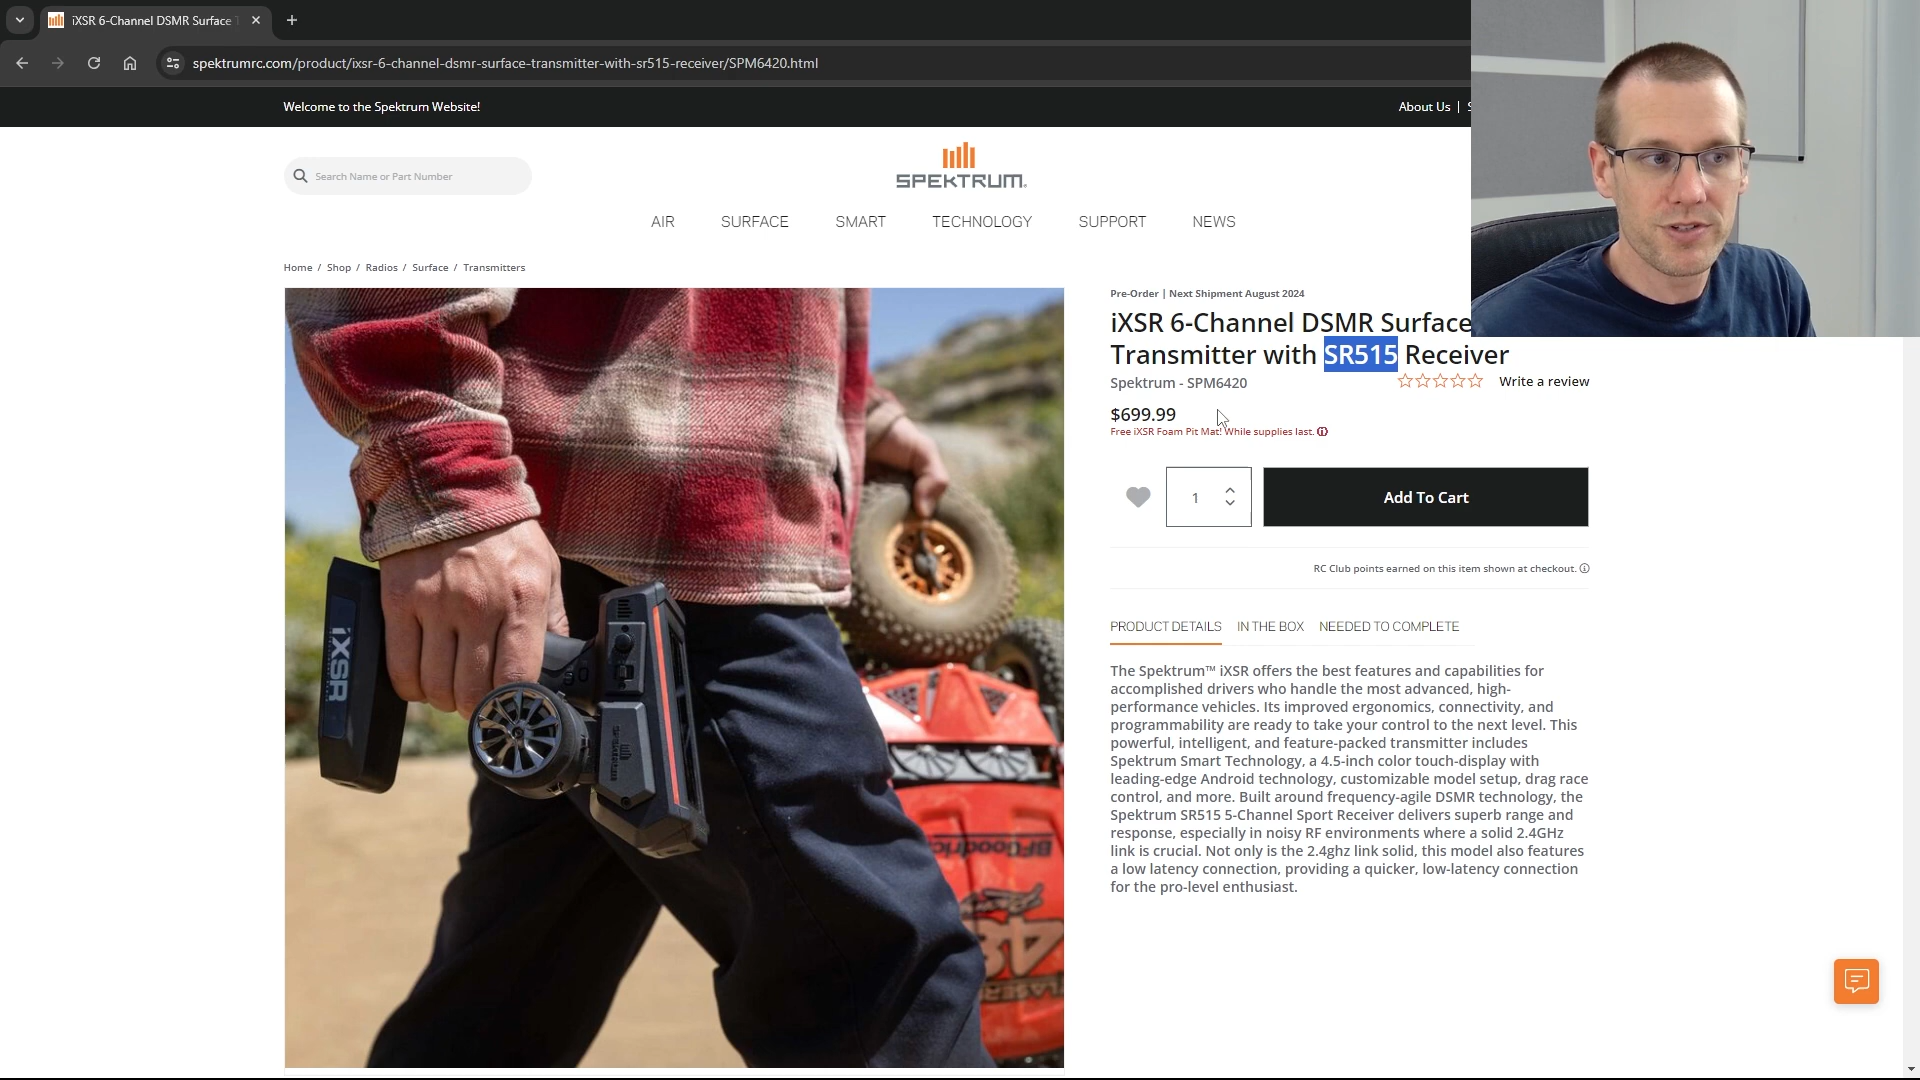 iXSR 6-Channel DSMR Surface
spektrumrc.com/product/ixsr-6-channel-dsmr-surface-transmitter-with-sr515-receiver/SPM6420.html
Welcome to the Spektrum Website!
About Us |
Search Name or Part Number
SPEKTRUM
AIR SURFACE SMART TECHNOLOGY SUPPORT NEWS
Home / Shop / Radios / Surface / Transmitters
Pre-Order | Next Shipment August 2024
iXSR 6-Channel DSMR Surface
Transmitter with SR515 Receiver
Spektrum - SPM6420
Write a review
$699.99
Free iXSR Foam Pit Mat! While supplies last.
1
Add To Cart
RC Club points earned on this item shown at checkout.
PRODUCT DETAILS IN THE BOX NEEDED TO COMPLETE
The Spektrum™ iXSR offers the best features and capabilities for
accomplished drivers who handle the most advanced, high-
performance vehicles. Its improved ergonomics, connectivity, and
programmability are ready to take your control to the next level. This
powerful, intelligent, and feature-packed transmitter includes
Spektrum Smart Technology, a 4.5-inch color touch-display with
leading-edge Android technology, customizable model setup, drag race
control, and more. Built around frequency-agile DSMR technology, the
Spektrum SR515 5-Channel Sport Receiver delivers superb range and
response, especially in noisy RF environments where a solid 2.4GHz
link is crucial. Not only is the 2.4ghz link solid, this model also features
a low latency connection, providing a quicker, low-latency connection
for the pro-level enthusiast.
iXSR
BFGoodrich